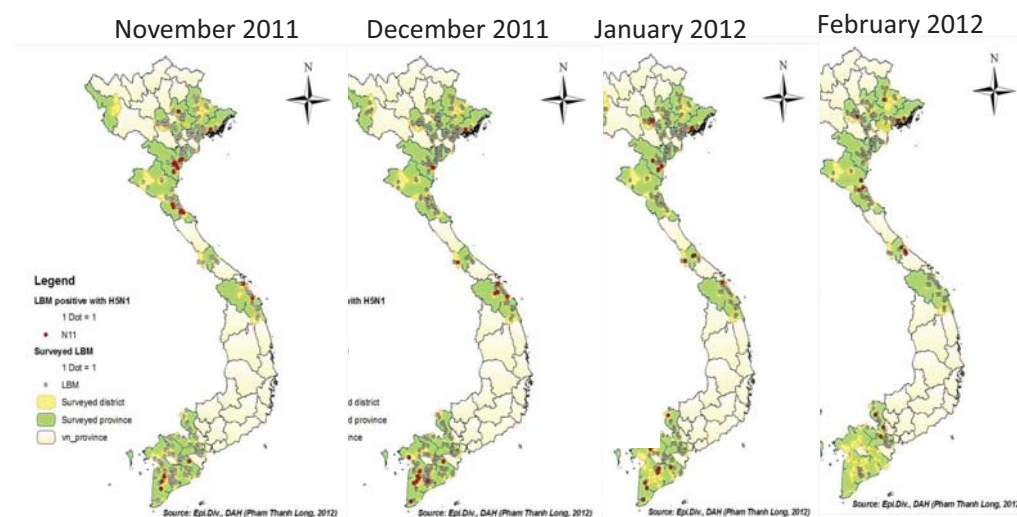 November 2011
December 2011
January 2012
February 2012
N
N
N
N
Legend
LBM positive with H5N1
1 Dot = 1
N11
Surveyed LBM
1 Dot = 1
LBM
Surveyed district
Surveyed province
vn_province
with H5N1
d district
d province
nce
Source: Epi.Div., DAH (Pham Thanh Long, 2012)
Source: Epi.Div., DAH (Pham Thanh Long, 2012)
Source: Epi.Div., DAH (Pham Thanh Long, 2012)
Source: Epi.Div., DAH (Pham Thanh Long, 2012